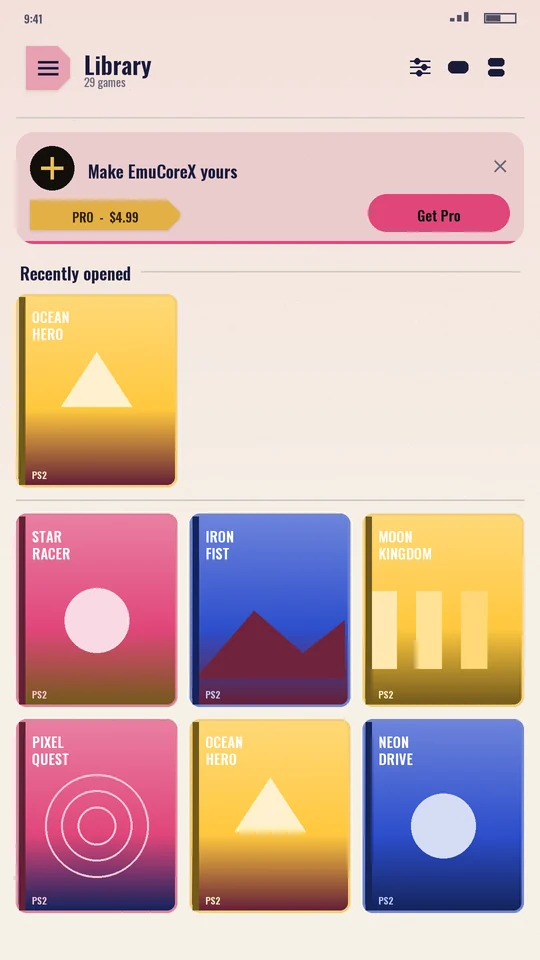 9:41
Library
29 games
Make EmuCoreX yours
PRO - $4.99
Get Pro
Recently opened
OCEAN
HERO
PS2
STAR
RACER
PS2
IRON
FIST
PS2
MOON
KINGDOM
PS2
PIXEL
QUEST
PS2
OCEAN
HERO
PS2
NEON
DRIVE
PS2